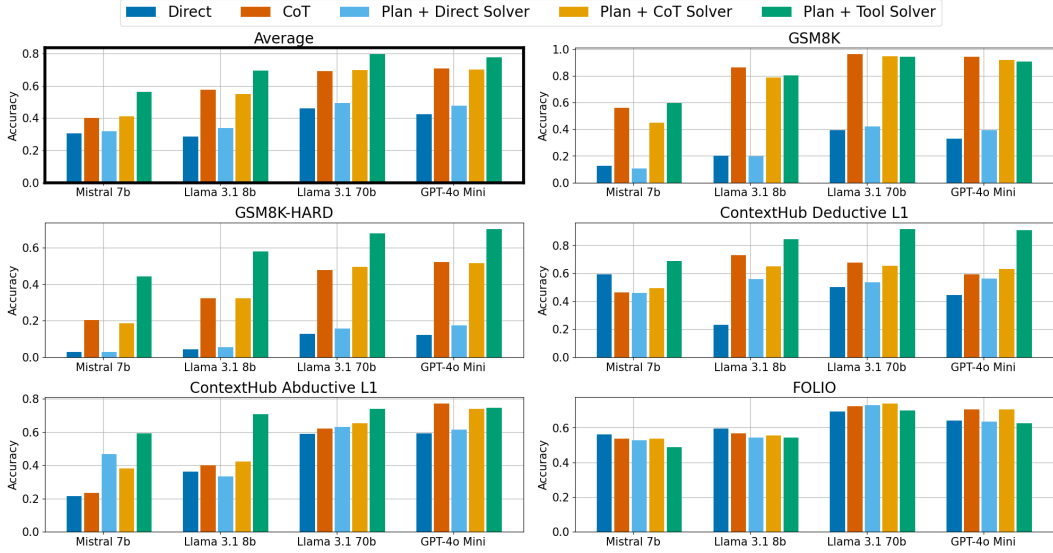 Direct CoT Plan + Direct Solver Plan + CoT Solver Plan + Tool Solver
Average
Accuracy
0.8
0.6
0.4
0.2
0.0
Mistral 7b Llama 3.1 8b Llama 3.1 70b GPT-4o Mini
GSM8K
Accuracy
1.0
0.8
0.6
0.4
0.2
0.0
Mistral 7b Llama 3.1 8b Llama 3.1 70b GPT-4o Mini
GSM8K-HARD
Accuracy
0.6
0.4
0.2
0.0
Mistral 7b Llama 3.1 8b Llama 3.1 70b GPT-4o Mini
ContextHub Deductive L1
Accuracy
0.8
0.6
0.4
0.2
0.0
Mistral 7b Llama 3.1 8b Llama 3.1 70b GPT-4o Mini
ContextHub Abductive L1
Accuracy
0.8
0.6
0.4
0.2
0.0
Mistral 7b Llama 3.1 8b Llama 3.1 70b GPT-4o Mini
FOLIO
Accuracy
0.6
0.4
0.2
0.0
Mistral 7b Llama 3.1 8b Llama 3.1 70b GPT-4o Mini